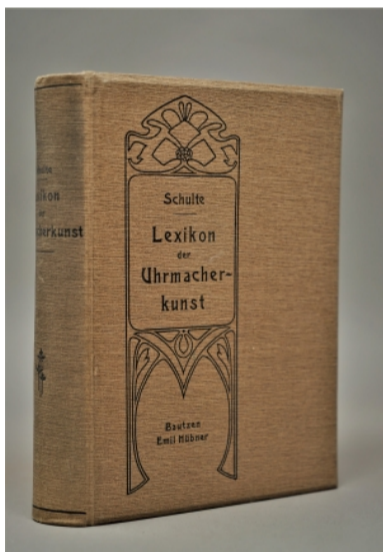 Schulte
Lexikon
der
Uhrmacher-
kunst
Bautzen
Emil Hübner